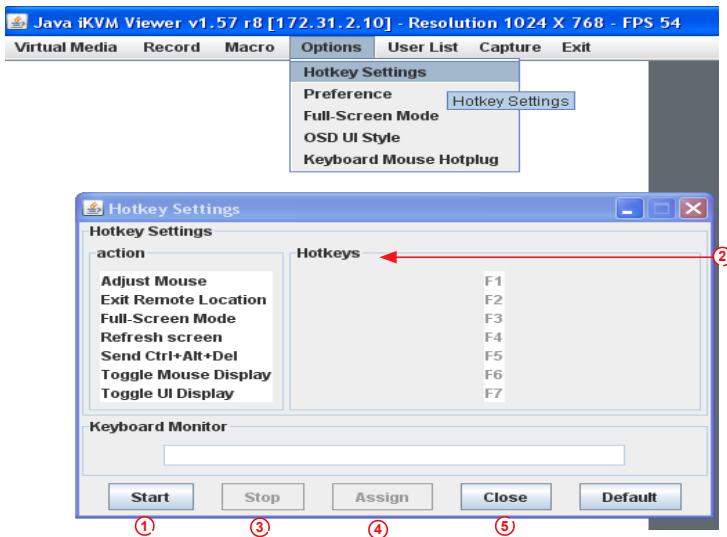 Java iKVM Viewer v1.57 r8 [172.31.2.10] - Resolution 1024 X 768 - FPS 54
Virtual Media Record Macro Options User List Capture Exit
Hotkey Settings
Preference
Hotkey Settings
Full-Screen Mode
OSD UI Style
Keyboard Mouse Hotplug
Hotkey Settings
Hotkey Settings
action Hotkeys
2
Adjust Mouse F1
Exit Remote Location F2
Full-Screen Mode F3
Refresh screen F4
Send Ctrl+Alt+Del F5
Toggle Mouse Display F6
Toggle UI Display F7
Keyboard Monitor
Start Stop Assign Close Default
1 3 4 5